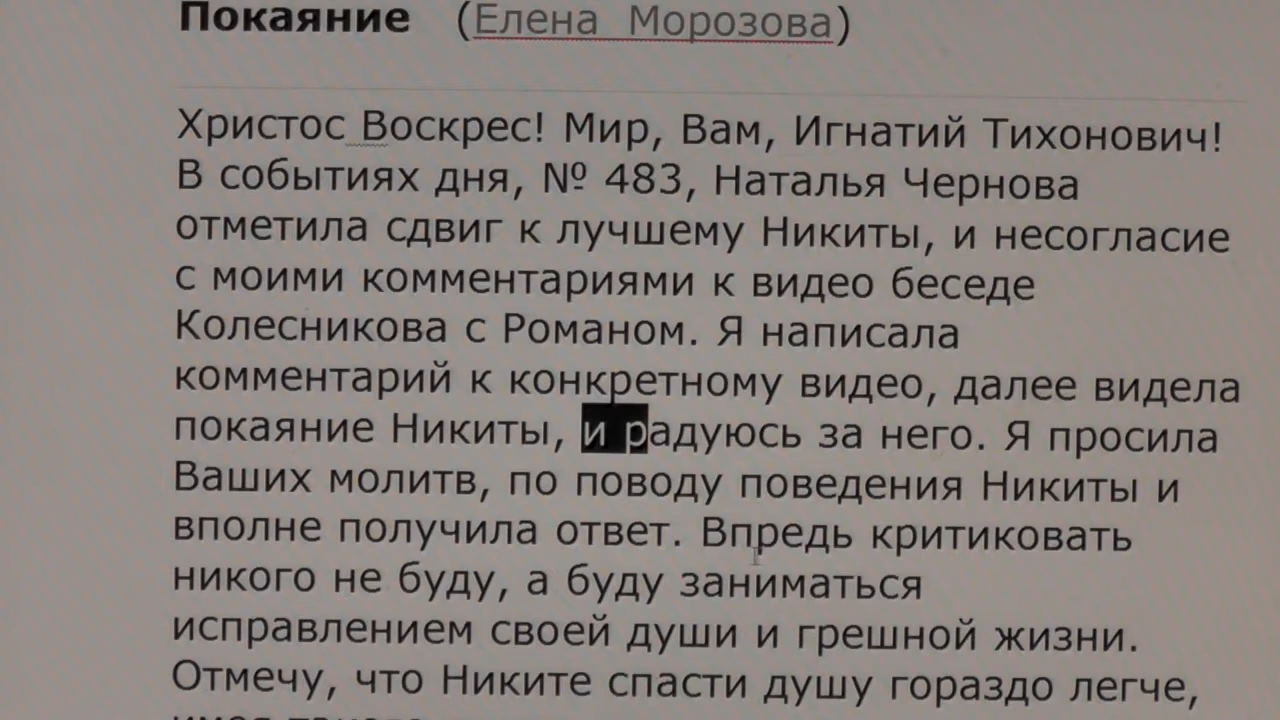 Покаяние (Елена Морозова)
Христос Воскрес! Мир, Вам, Игнатий Тихонович!
В событиях дня, № 483, Наталья Чернова
отметила сдвиг к лучшему Никиты, и несогласие
с моими комментариями к видео беседе
Колесникова с Романом. Я написала
комментарий к конкретному видео, далее видела
покаяние Никиты, и радуюсь за него. Я просила
Ваших молитв, по поводу поведения Никиты и
вполне получила ответ. Впредь критиковать
никого не буду, а буду заниматься
исправлением своей души и грешной жизни.
Отмечу, что Никите спасти душу гораздо легче,